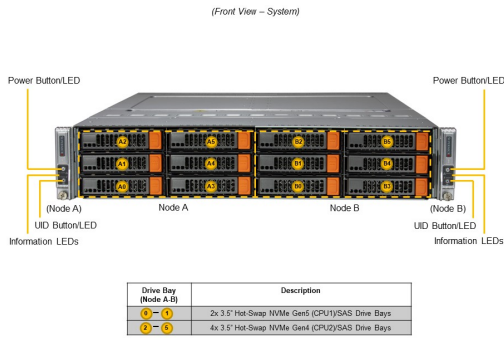 (Front View – System)
Power Button/LED
Power Button/LED
A2 A5 B2 B5
A1 A4 B1 B4
A0 A3 B0 B3
(Node A) Node A Node B (Node B)
UID Button/LED
UID Button/LED
Information LEDs
Information LEDs
Drive Bay
(Node A-B)
Description
0 – 1 2x 3.5" Hot-Swap NVMe Gen5 (CPU1)/SAS Drive Bays
2 – 5 4x 3.5" Hot-Swap NVMe Gen4 (CPU2)/SAS Drive Bays